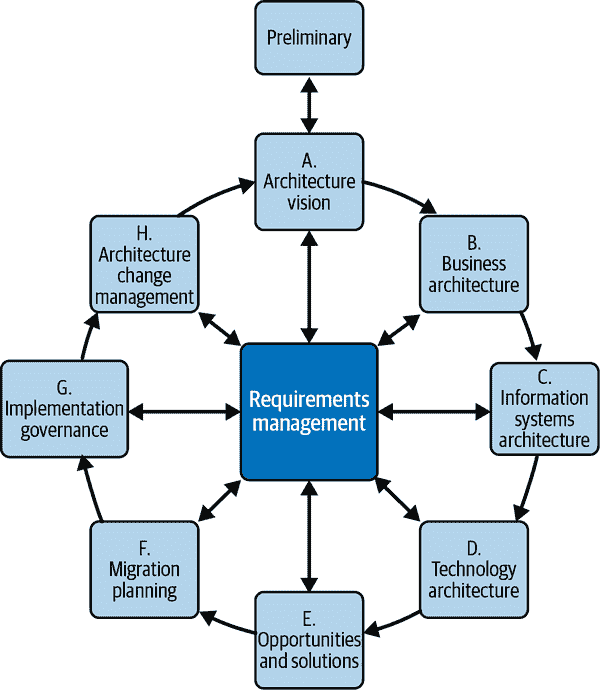 Preliminary
A.
Architecture
vision
B.
Business
architecture
C.
Information
systems
architecture
D.
Technology
architecture
E.
Opportunities
and solutions
F.
Migration
planning
G.
Implementation
governance
H.
Architecture
change
management
Requirements
management